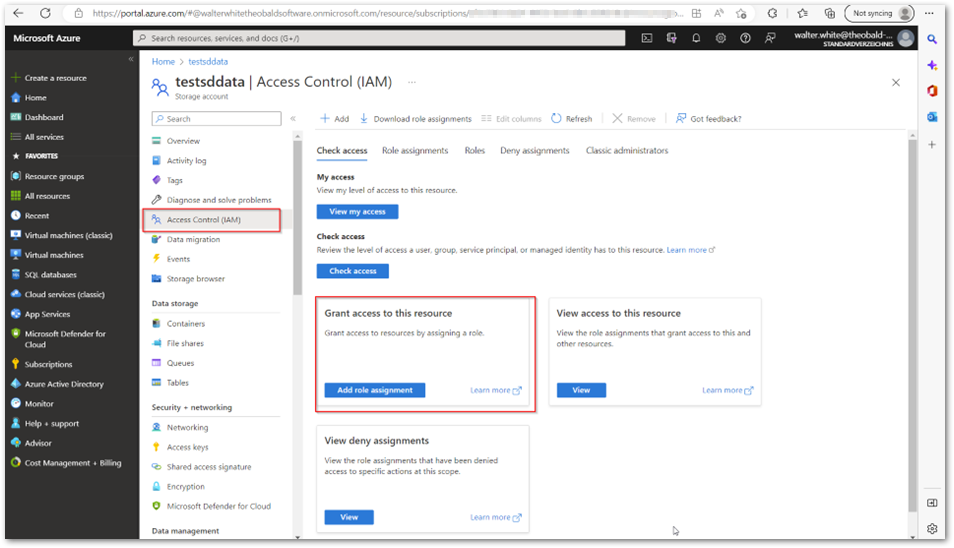 https://portal.azure.com/#@walterwhitetheobaldsoftware.onmicrosoft.com/resource/subscriptions/
Not syncing
Microsoft Azure
Search resources, services, and docs (G+/)
walter.white@theobald-...
STANDARDVERZEICHNIS
Create a resource
Home
Dashboard
All services
FAVORITES
Resource groups
All resources
Recent
Virtual machines (classic)
Virtual machines
SQL databases
Cloud services (classic)
App Services
Microsoft Defender for
Cloud
Subscriptions
Azure Active Directory
Monitor
Help + support
Advisor
Cost Management + Billing
Home > testsddata
testsddata | Access Control (IAM) ...
Storage account
Search
Overview
Activity log
Tags
Diagnose and solve problems
Access Control (IAM)
Data migration
Events
Storage browser
Data storage
Containers
File shares
Queues
Tables
Security + networking
Networking
Access keys
Shared access signature
Encryption
Microsoft Defender for Cloud
Data management
Add
Download role assignments
Edit columns
Refresh
Remove
Got feedback?
Check access
Role assignments
Roles
Deny assignments
Classic administrators
My access
View my level of access to this resource.
View my access
Check access
Review the level of access a user, group, service principal, or managed identity has to this resource. Learn more
Check access
Grant access to this resource
Grant access to resources by assigning a role.
Add role assignment
Learn more
View access to this resource
View the role assignments that grant access to this and
other resources.
View
Learn more
View deny assignments
View the role assignments that have been denied
access to specific actions at this scope.
View
Learn more